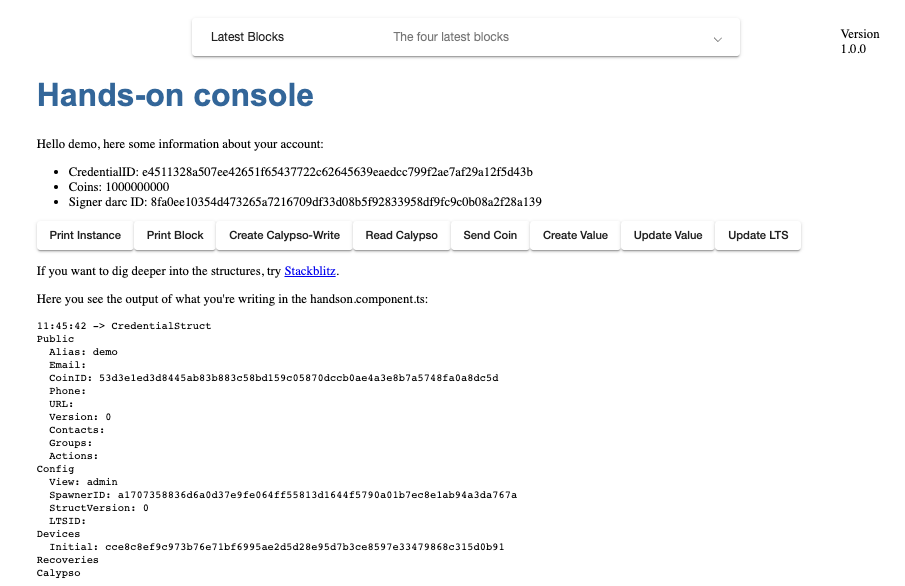 Latest Blocks The four latest blocks
Version
1.0.0
Hands-on console
Hello demo, here some information about your account:
• CredentialID: e4511328a507ee42651f65437722c62645639eaedcc799f2ae7af29a12f5d43b
• Coins: 1000000000
• Signer darc ID: 8fa0ee10354d473265a7216709df33d08b5f92833958df9fc9c0b08a2f28a139
Print Instance Print Block Create Calypso-Write Read Calypso Send Coin Create Value Update Value Update LTS
If you want to dig deeper into the structures, try Stackblitz.
Here you see the output of what you're writing in the handson.component.ts:
11:45:42 -> CredentialStruct
Public
  Alias: demo
  Email:
  CoinID: 53d3e1ed3d8445ab83b883c58bd159c05870dccb0ae4a3e8b7a5748fa0a8dc5d
  Phone:
  URL:
  Version: 0
  Contacts:
  Groups:
  Actions:
Config
  View: admin
  SpawnerID: a1707358836d6a0d37e9fe064ff55813d1644f5790a01b7ec8e1ab94a3da767a
  StructVersion: 0
  LTSID:
Devices
  Initial: cce8c8ef9c973b76e71bf6995ae2d5d28e95d7b3ce8597e33479868c315d0b91
Recoveries
Calypso